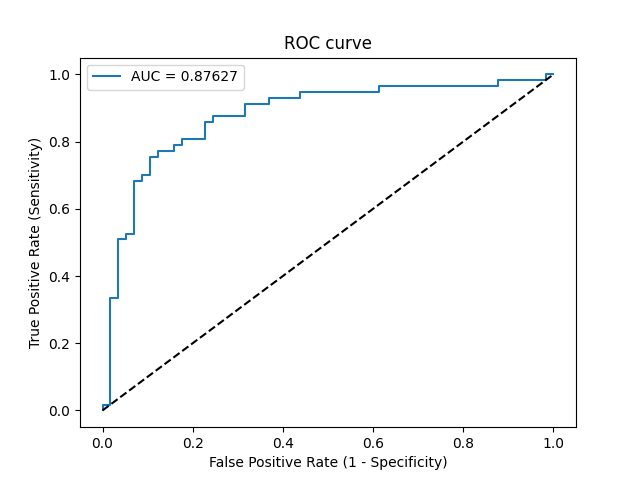 ROC curve
AUC = 0.87627
1.0
0.8
0.6
0.4
0.2
0.0
True Positive Rate (Sensitivity)
0.0 0.2 0.4 0.6 0.8 1.0
False Positive Rate (1 - Specificity)